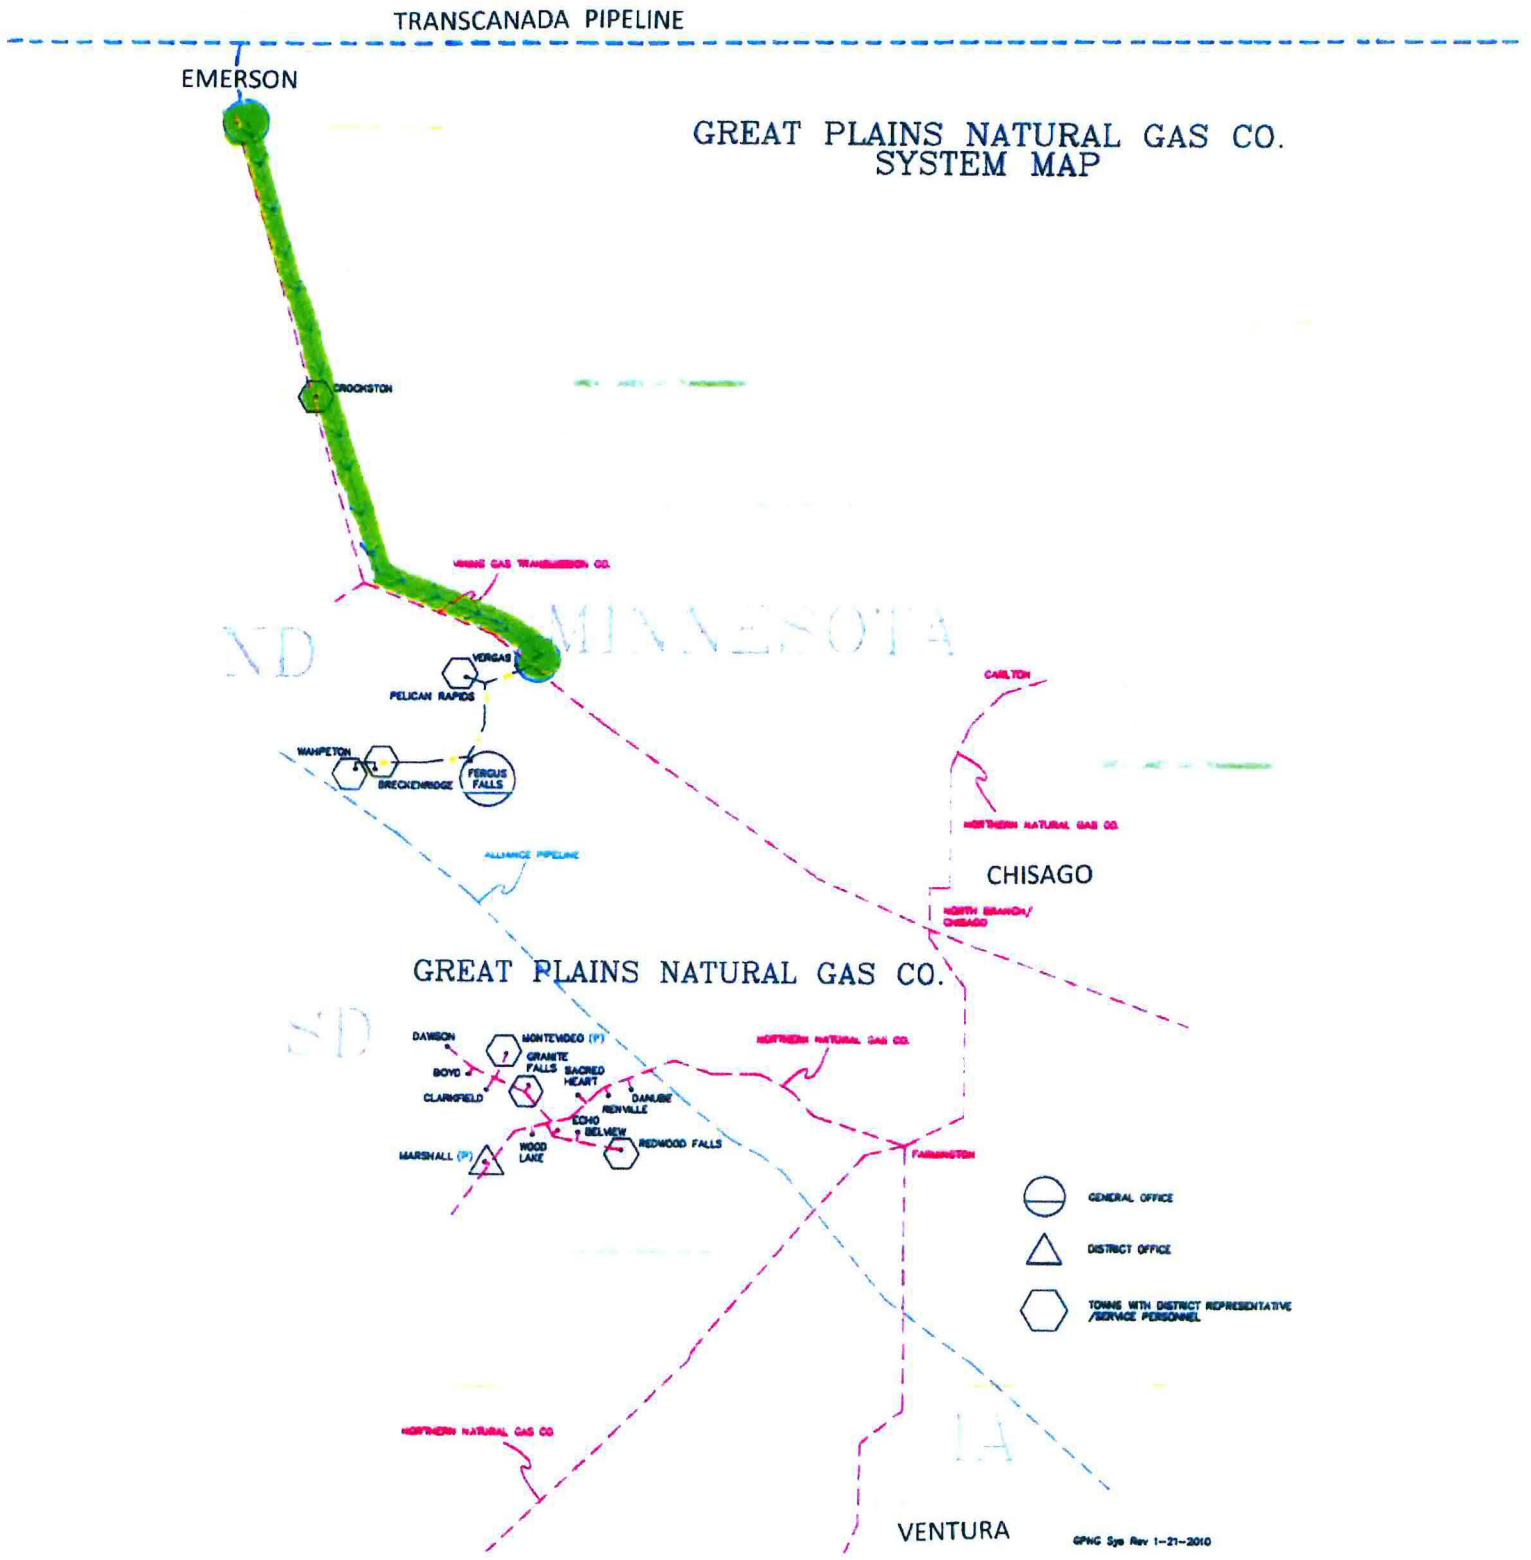 TRANSCANADA PIPELINE
EMERSON
GREAT PLAINS NATURAL GAS CO.
SYSTEM MAP
CROOKSTON
VIKING GAS TRANSMISSION CO.
ND
MINNESOTA
VERGAS
PELICAN RAPIDS
CARLTON
WAHPETON
BRECKENRIDGE
FERGUS
FALLS
NORTHERN NATURAL GAS CO.
ALLIANCE PIPELINE
CHISAGO
NORTH BRANCH/
CHISAGO
GREAT PLAINS NATURAL GAS CO.
SD
DAWSON
MONTEVIDEO (P)
GRANITE
FALLS
BOYD
CLARKFIELD
SACRED
HEART
RENVILLE
DANUBE
NORTHERN NATURAL GAS CO.
ECHO
BELVIEW
WOOD
LAKE
REDWOOD FALLS
MARSHALL (P)
FARMINGTON
GENERAL OFFICE
DISTRICT OFFICE
TOWNS WITH DISTRICT REPRESENTATIVE
/SERVICE PERSONNEL
NORTHERN NATURAL GAS CO.
IA
VENTURA
GPNG Sys Rev 1-21-2010